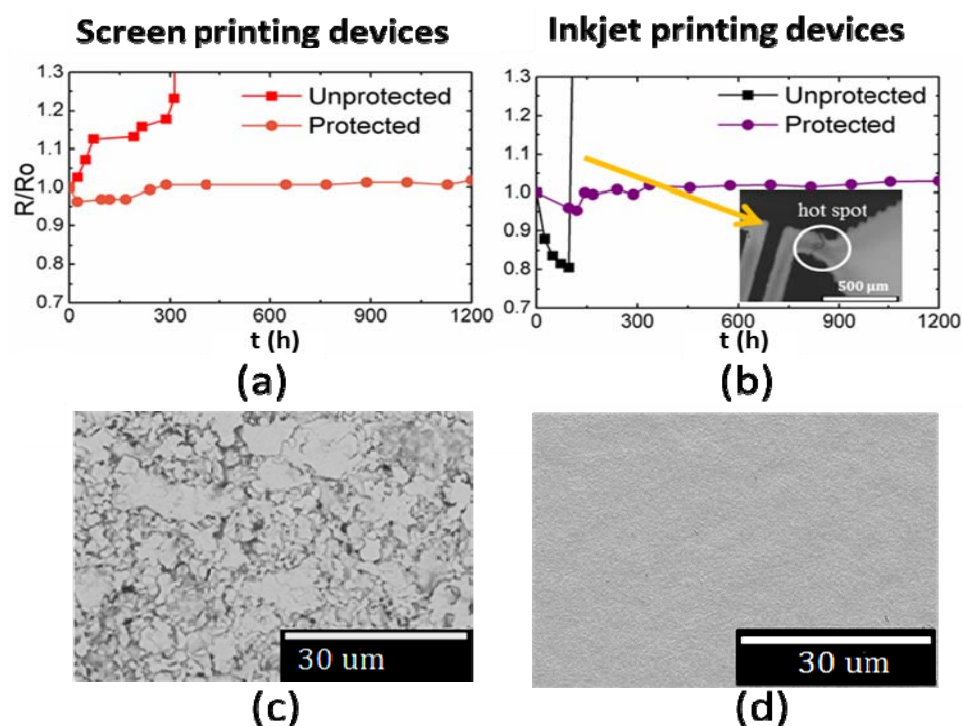 Screen printing devices
Inkjet printing devices
1.3
1.2
1.1
1.0
0.9
0.8
0.7
R/Ro
Unprotected
Protected
0
300
600
900
1200
t (h)
(a)
1.3
1.2
1.1
1.0
0.9
0.8
0.7
Unprotected
Protected
hot spot
500 µm
0
300
600
900
1200
t (h)
(b)
30 um
(c)
30 um
(d)